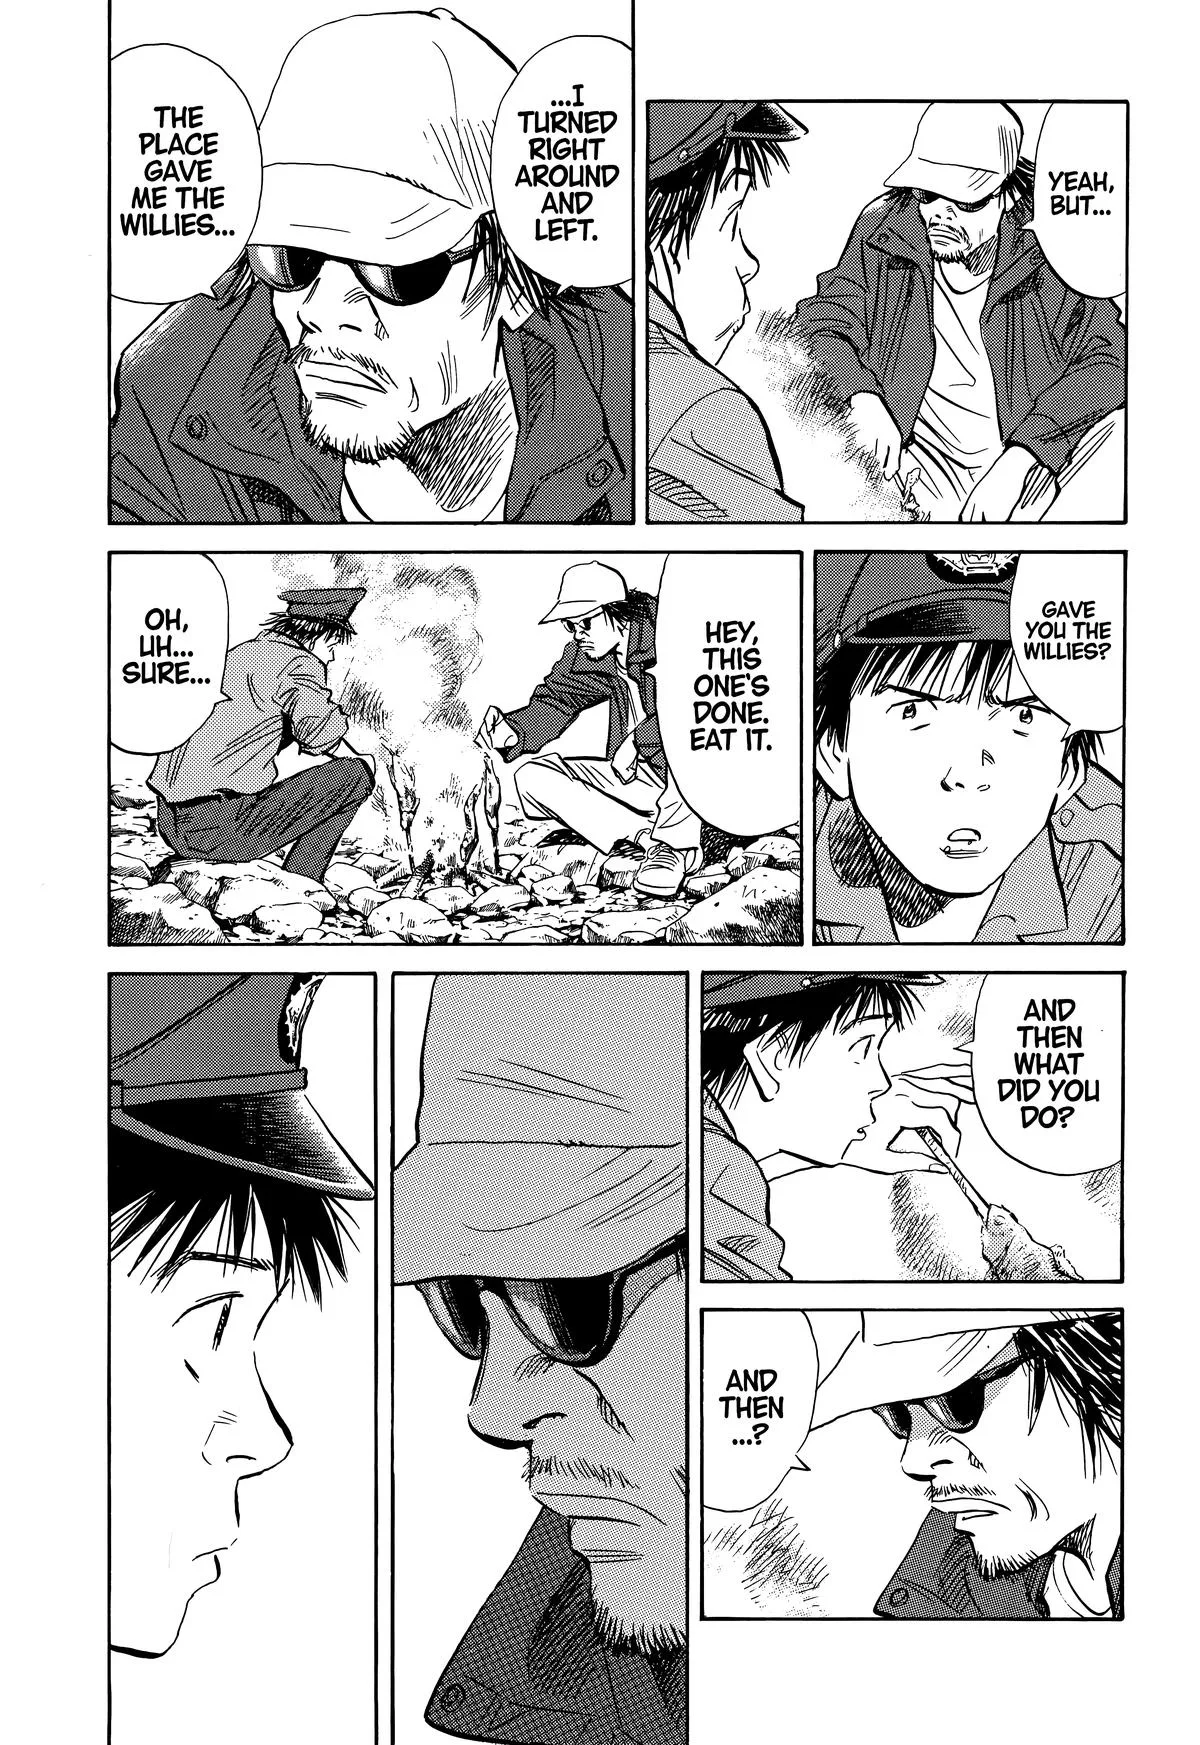 YEAH,
BUT...
...I
TURNED
RIGHT
AROUND
AND
LEFT.
THE
PLACE
GAVE
ME THE
WILLIES...
GAVE
YOU THE
WILLIES?
HEY,
THIS
ONE'S
DONE.
EAT IT.
OH,
UH...
SURE...
AND
THEN
WHAT
DID YOU
DO?
AND
THEN
...?